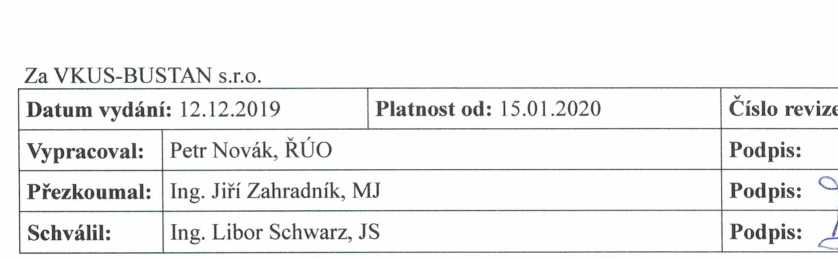 Za VKUS-BUSTAN s.r.o.
Datum vydání: 12.12.2019 Platnost od: 15.01.2020 Číslo revize
Vypracoval: Petr Novák, ŘÚO Podpis:
Přezkoumal: Ing. Jiří Zahradník, MJ Podpis:
Schválil: Ing. Libor Schwarz, JS Podpis: